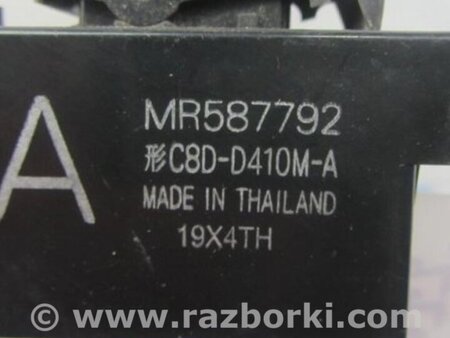 A
MR587792
形C8D-D410M-A
MADE IN THAILAND
19X4TH
© www.razborki.com